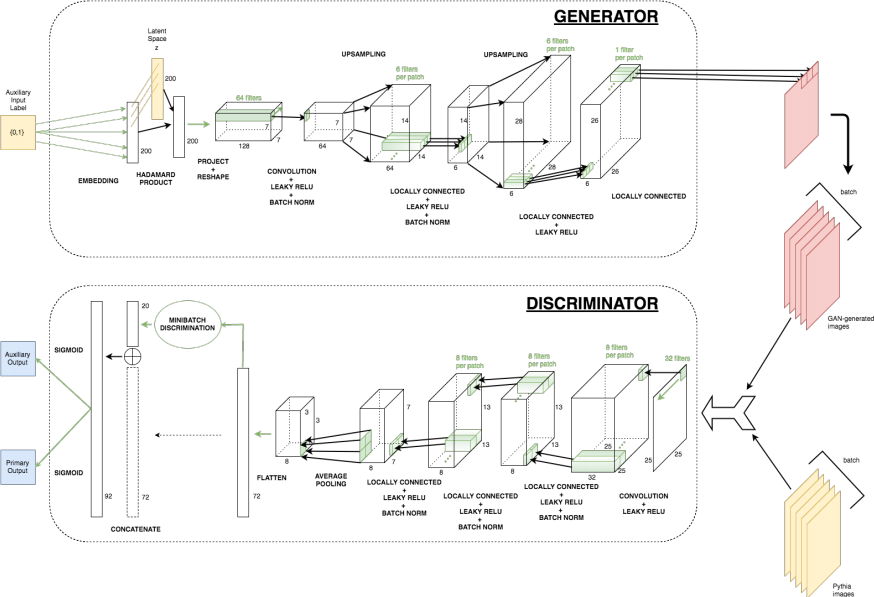 GENERATOR
Latent
Space
z
Auxiliary
Input
Label
{0,1}
200
200
200
EMBEDDING
HADAMARD
PRODUCT
PROJECT
+
RESHAPE
64 filters
7
7
128
7
7
64
CONVOLUTION
+
LEAKY RELU
+
BATCH NORM
UPSAMPLING
6 filters
per patch
14
14
64
LOCALLY CONNECTED
+
LEAKY RELU
+
BATCH NORM
14
14
6
UPSAMPLING
6 filters
per patch
28
28
6
LOCALLY CONNECTED
+
LEAKY RELU
1 filter
per patch
26
26
6
LOCALLY CONNECTED
batch
GAN-generated
images
batch
Pythia
images
DISCRIMINATOR
Auxiliary
Output
Primary
Output
SIGMOID
SIGMOID
92
20
72
CONCATENATE
MINIBATCH
DISCRIMINATION
72
FLATTEN
3
3
8
AVERAGE
POOLING
7
7
8
LOCALLY CONNECTED
+
LEAKY RELU
+
BATCH NORM
8 filters
per patch
13
13
LOCALLY CONNECTED
+
LEAKY RELU
+
BATCH NORM
8 filters
per patch
13
13
8
LOCALLY CONNECTED
+
LEAKY RELU
+
BATCH NORM
8 filters
per patch
25
25
32
CONVOLUTION
+
LEAKY RELU
32 filters
25
25